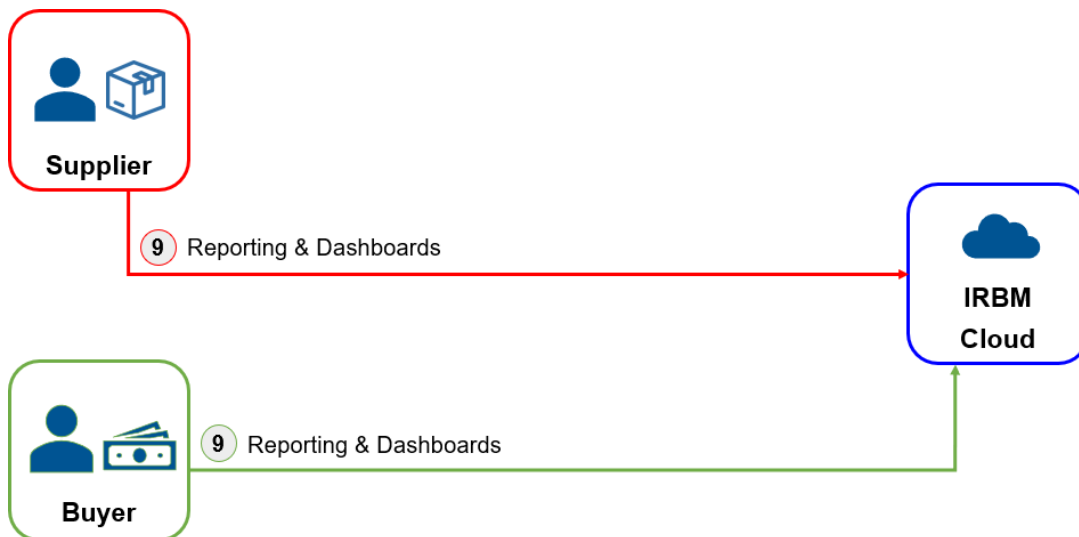 Supplier
9 Reporting & Dashboards
IRBM
Cloud
9 Reporting & Dashboards
Buyer